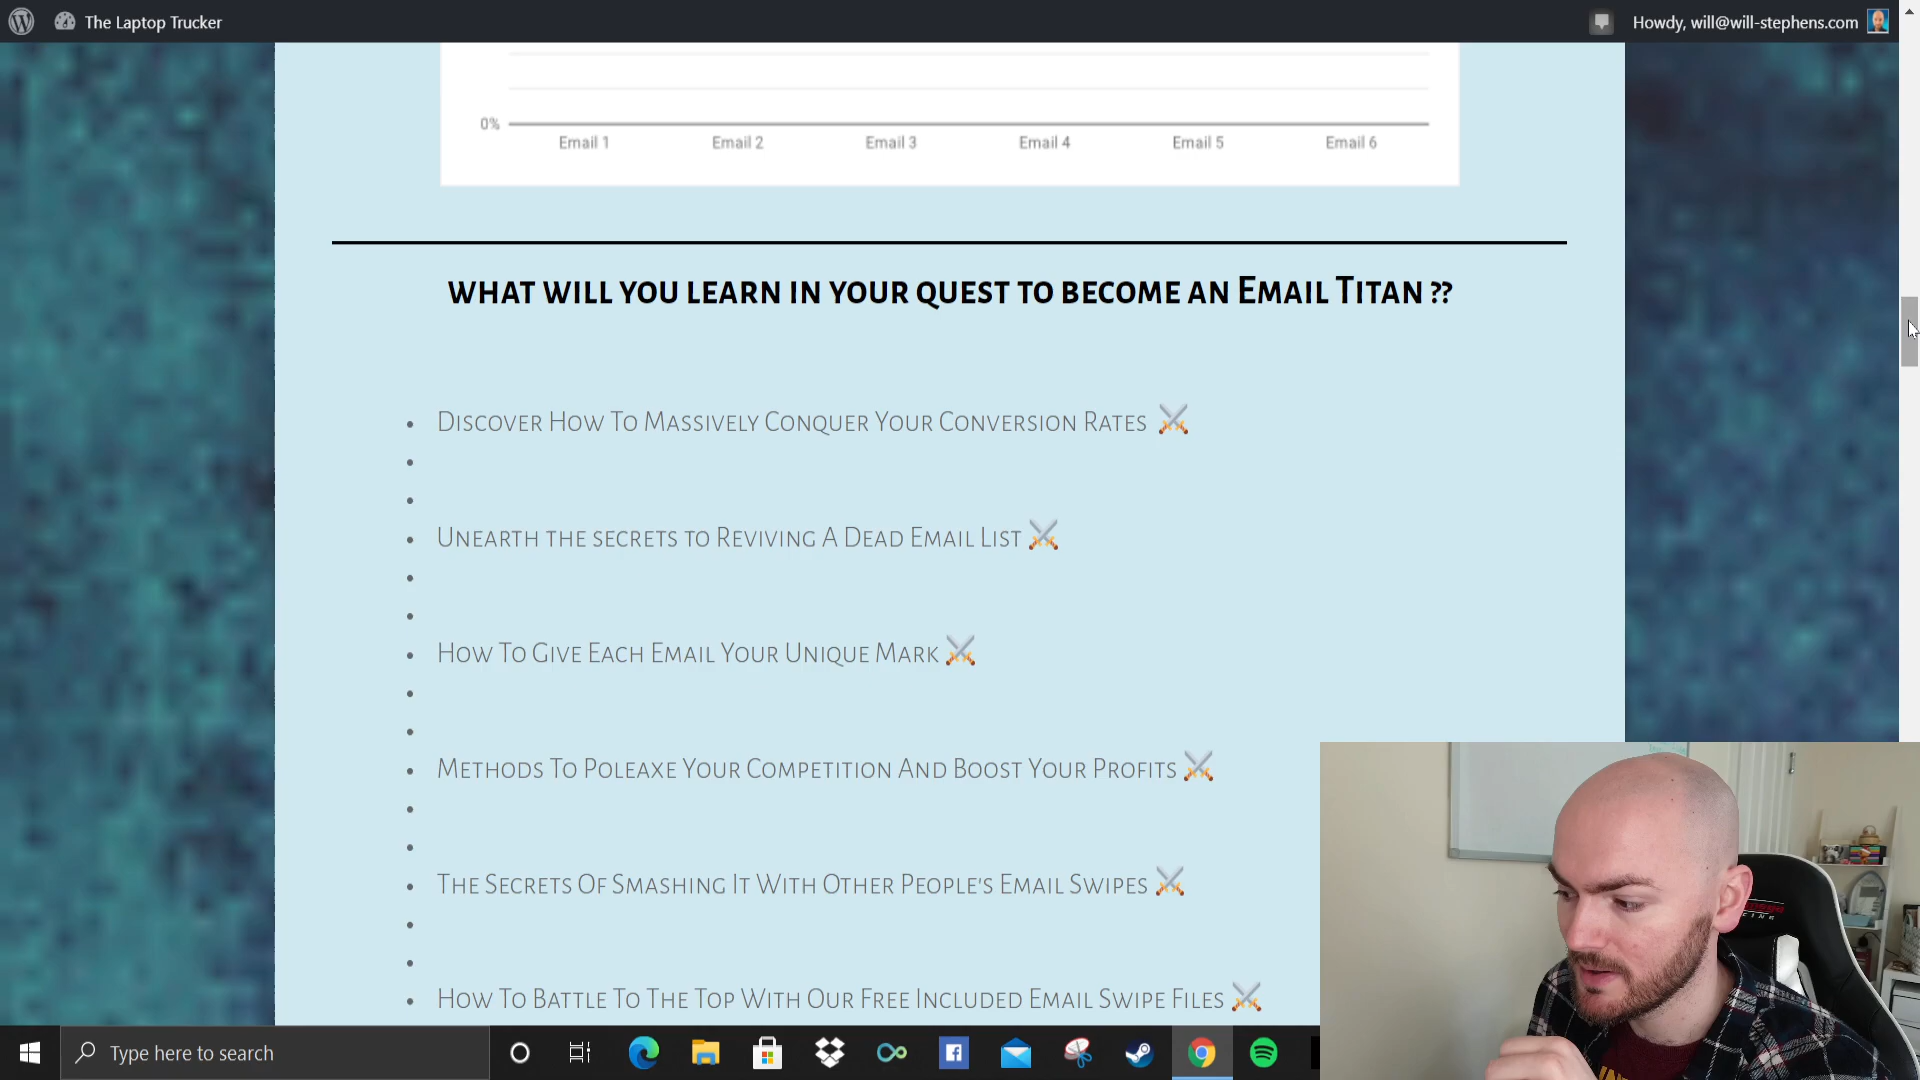 The Laptop Trucker
Howdy, will@will-stephens.com
0%
Email 1 Email 2 Email 3 Email 4 Email 5 Email 6
WHAT WILL YOU LEARN IN YOUR QUEST TO BECOME AN EMAIL TITAN ??
DISCOVER HOW TO MASSIVELY CONQUER YOUR CONVERSION RATES ⚔️
UNEARTH THE SECRETS TO REVIVING A DEAD EMAIL LIST ⚔️
HOW TO GIVE EACH EMAIL YOUR UNIQUE MARK ⚔️
METHODS TO POLEAXE YOUR COMPETITION AND BOOST YOUR PROFITS ⚔️
THE SECRETS OF SMASHING IT WITH OTHER PEOPLE'S EMAIL SWIPES ⚔️
HOW TO BATTLE TO THE TOP WITH OUR FREE INCLUDED EMAIL SWIPE FILES ⚔️
Type here to search